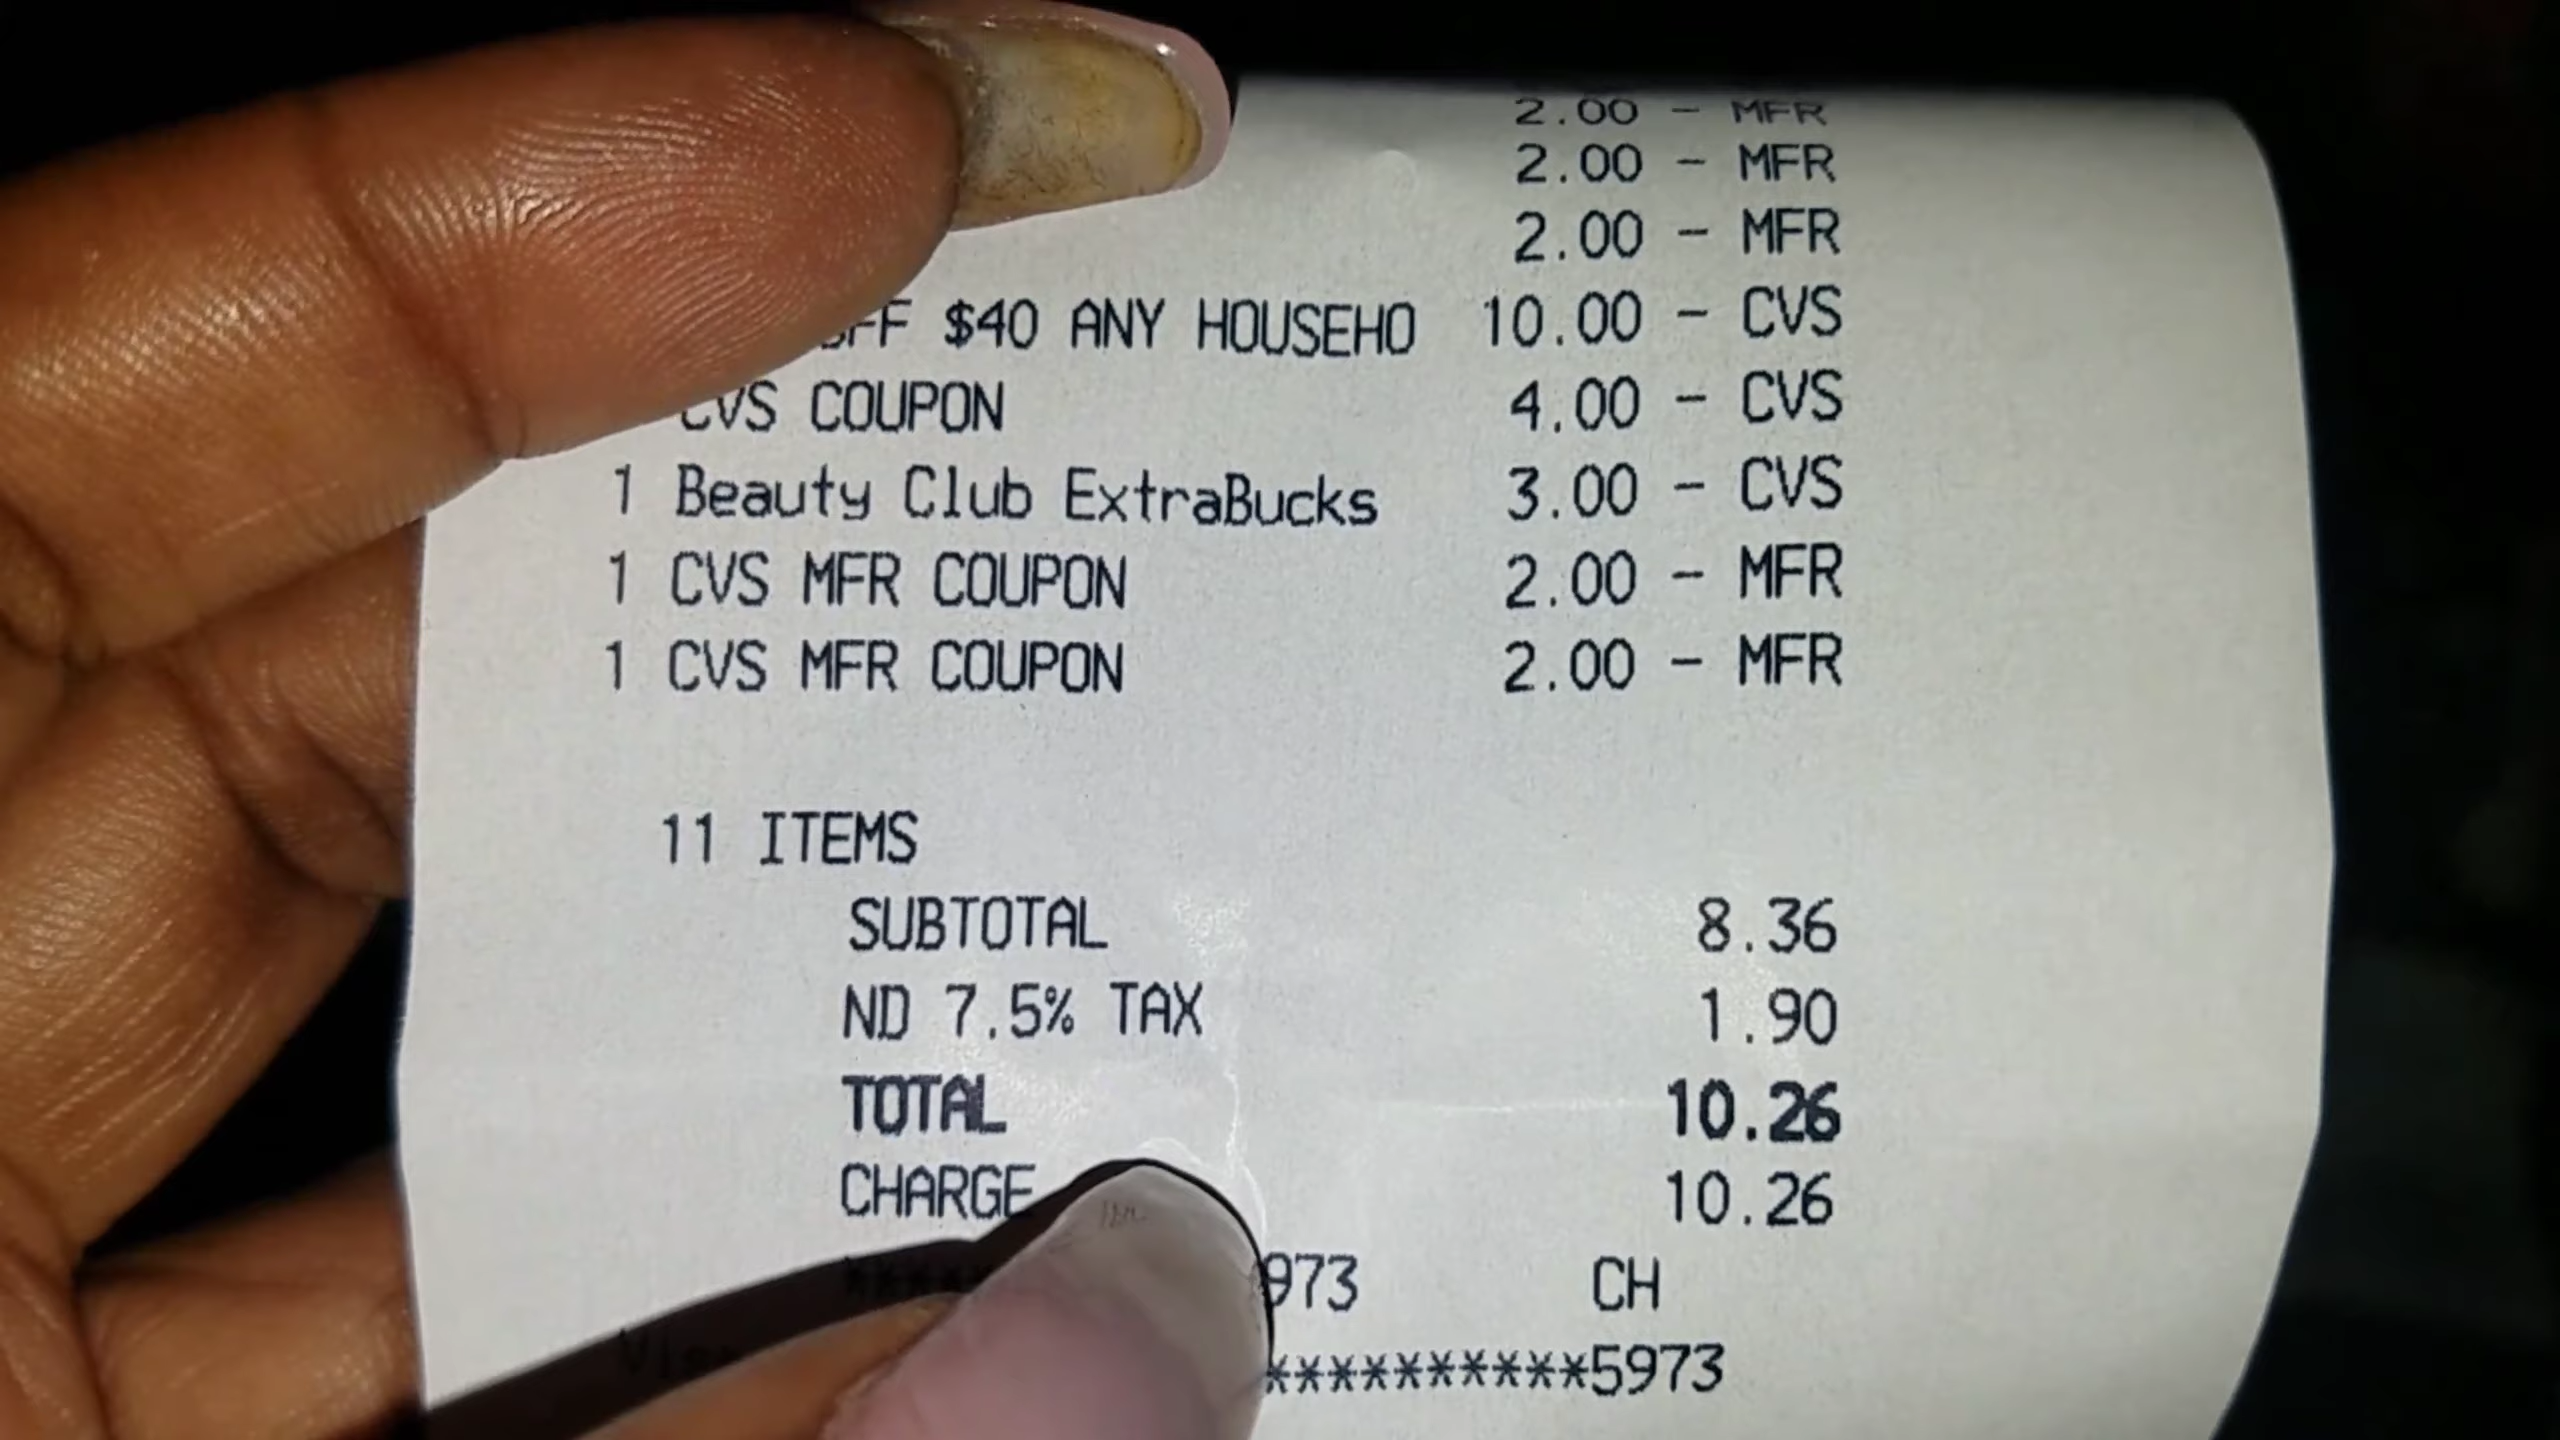 2.00 - MFR
2.00 - MFR
2.00 - MFR
$40 ANY HOUSEHO 10.00 - CVS
CVS COUPON 4.00 - CVS
1 Beauty Club ExtraBucks 3.00 - CVS
1 CVS MFR COUPON 2.00 - MFR
1 CVS MFR COUPON 2.00 - MFR
11 ITEMS
SUBTOTAL 8.36
ND 7.5% TAX 1.90
TOTAL 10.26
CHARGE 10.26
973 CH
**********5973